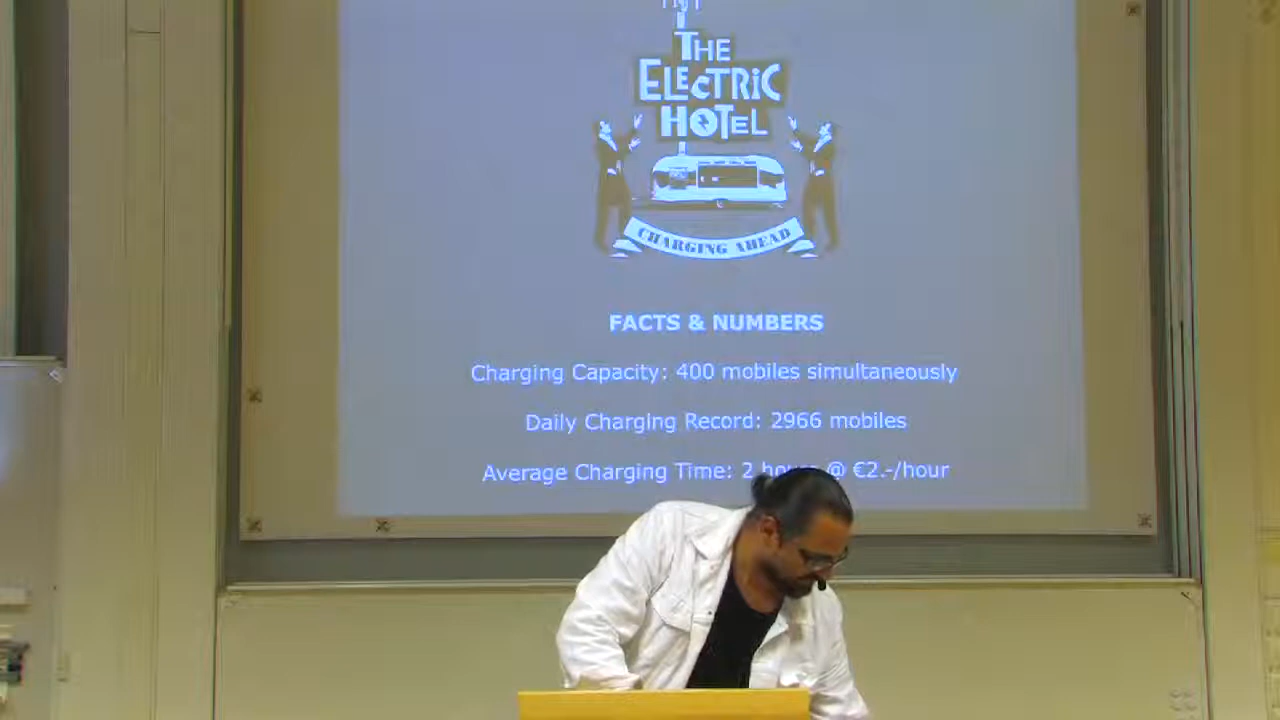 THE
ELECTRIC
HOTEL
CHARGING AHEAD
FACTS & NUMBERS
Charging Capacity: 400 mobiles simultaneously
Daily Charging Record: 2966 mobiles
Average Charging Time: 2 hours @ €2.-/hour